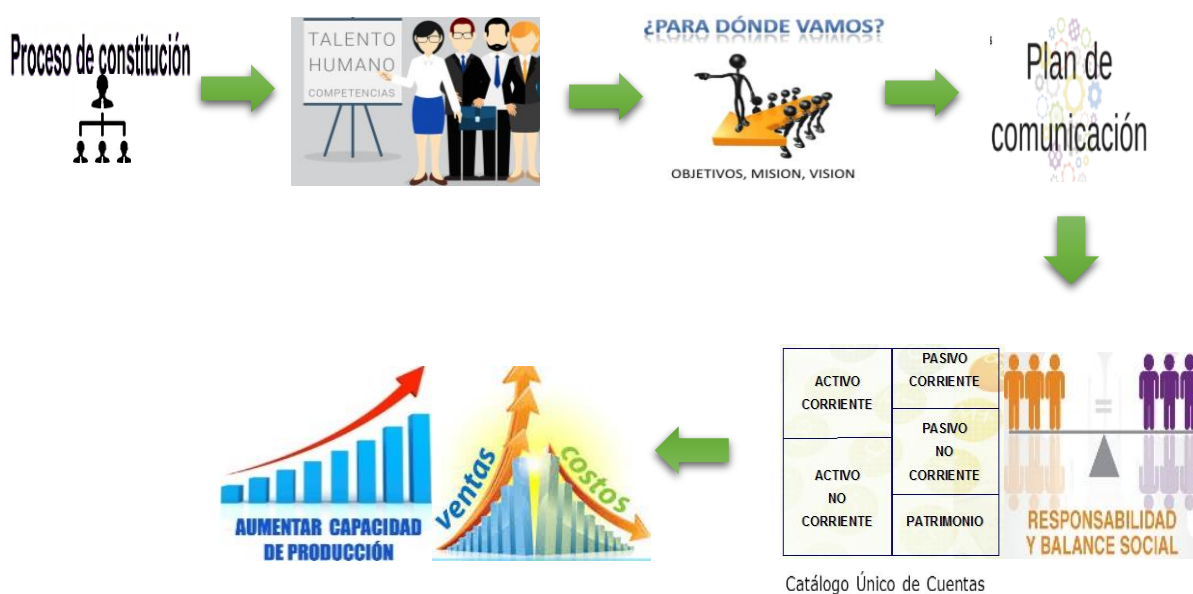 Proceso de constitución
TALENTO
HUMANO
COMPETENCIAS
¿PARA DÓNDE VAMOS?
OBJETIVOS, MISION, VISION
Plan de
comunicación
AUMENTAR CAPACIDAD
DE PRODUCCIÓN
ventas
costos
ACTIVO
CORRIENTE
ACTIVO
NO
CORRIENTE
PASIVO
CORRIENTE
PASIVO
NO
CORRIENTE
PATRIMONIO
Catálogo Único de Cuentas
=
RESPONSABILIDAD
Y BALANCE SOCIAL